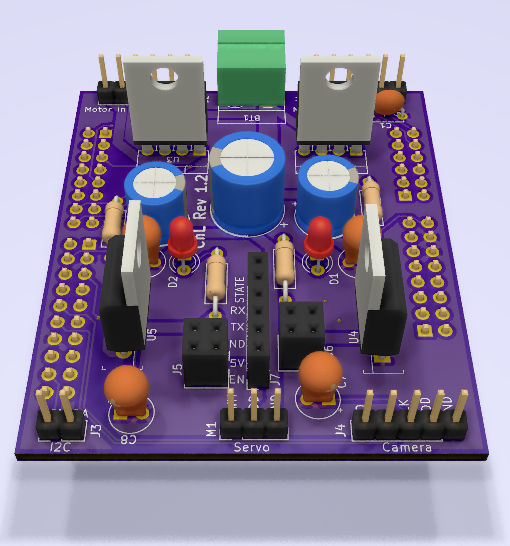 Motor In
BT1
C1
U3
CnL Rev 1.2
D2
D1
STATE
RX
TX
ND
5V
EN
U5
U4
J5
J7
J3
C8
M1
J4
I2C
Servo
Camera